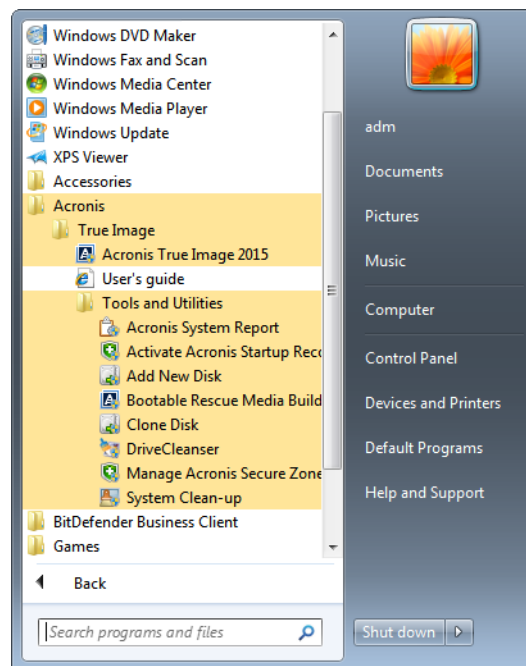 Windows DVD Maker
Windows Fax and Scan
Windows Media Center
Windows Media Player
Windows Update
XPS Viewer
Accessories
Acronis
True Image
Acronis True Image 2015
User's guide
Tools and Utilities
Acronis System Report
Activate Acronis Startup Reco
Add New Disk
Bootable Rescue Media Build
Clone Disk
DriveCleanser
Manage Acronis Secure Zone
System Clean-up
BitDefender Business Client
Games
Back
Search programs and files
adm
Documents
Pictures
Music
Computer
Control Panel
Devices and Printers
Default Programs
Help and Support
Shut down